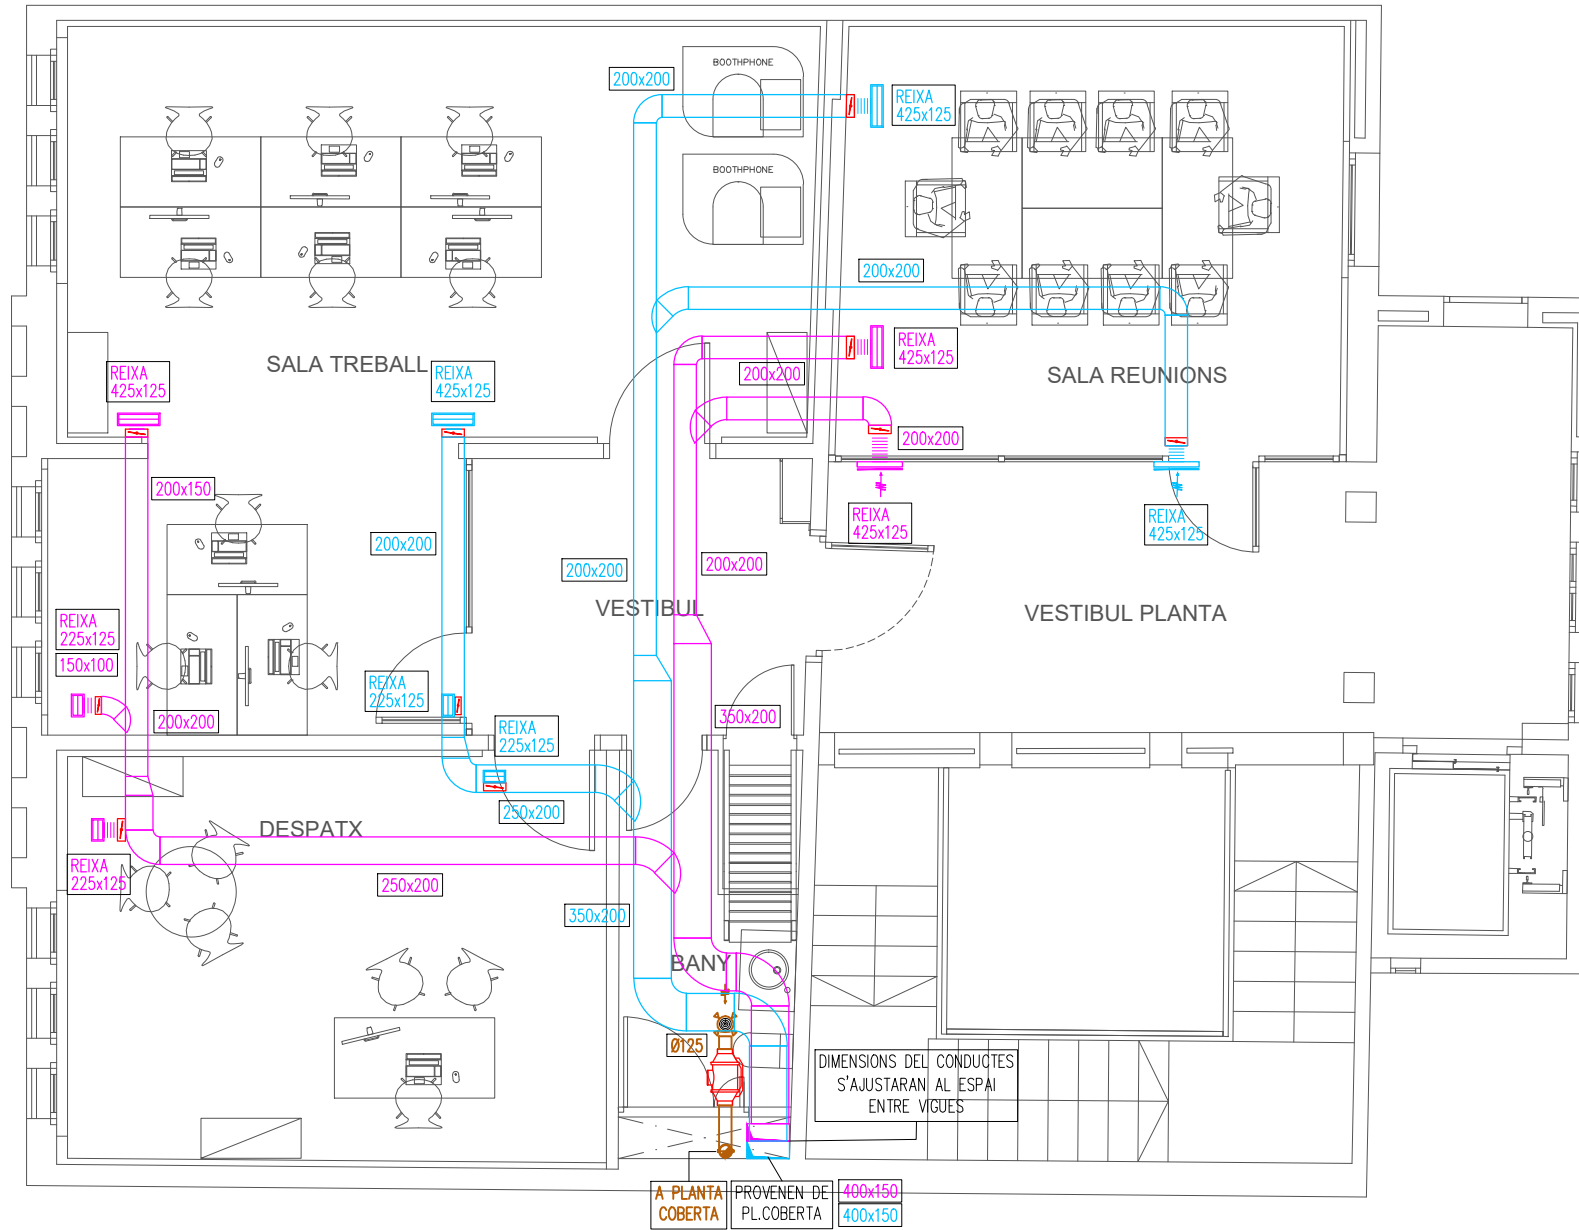 BOOTHPHONE
200x200
REIXA
425x125
BOOTHPHONE
200x200
REIXA
425x125
SALA TREBALL
REIXA
425x125
REIXA
425x125
200x200
SALA REUNIONS
200x200
200x150
REIXA
425x125
REIXA
425x125
200x200
200x200
200x200
VESTIBUL
VESTIBUL PLANTA
REIXA
225x125
150x100
REIXA
225x125
200x200
350x200
REIXA
225x125
250x200
DESPATX
REIXA
225x125
250x200
350x200
BANY
Ø125
DIMENSIONS DEL CONDUCTES
S'AJUSTARAN AL ESPAI
ENTRE VIGUES
A PLANTA
COBERTA
PROVENEN DE
PL.COBERTA
400x150
400x150